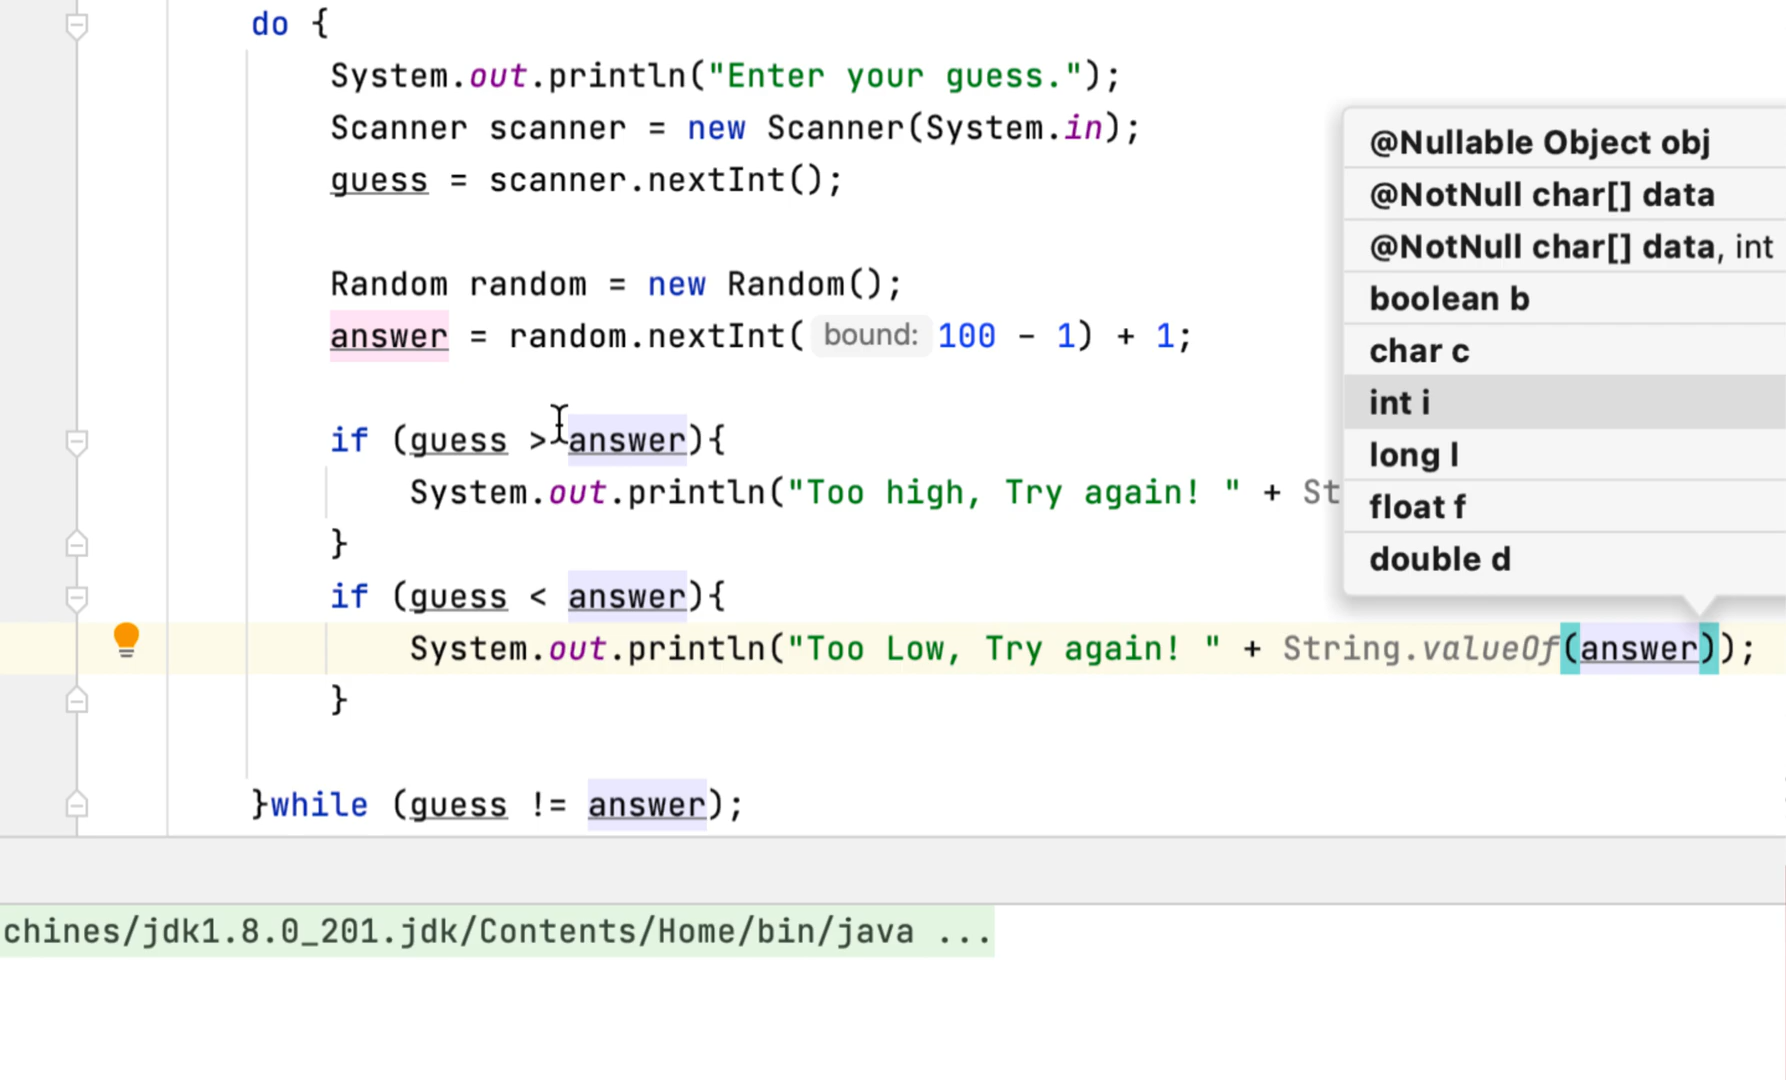 do {
System.out.println("Enter your guess.");
Scanner scanner = new Scanner(System.in);
guess = scanner.nextInt();
Random random = new Random();
answer = random.nextInt( bound: 100 - 1) + 1;
if (guess > answer){
System.out.println("Too high, Try again! " + St
}
if (guess < answer){
System.out.println("Too Low, Try again! " + String.valueOf(answer));
}
}while (guess != answer);
@Nullable Object obj
@NotNull char[] data
@NotNull char[] data, int
boolean b
char c
int i
long l
float f
double d
chines/jdk1.8.0_201.jdk/Contents/Home/bin/java ...